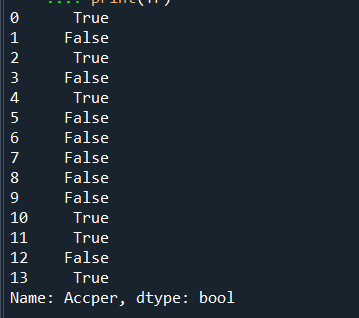 ....: print(fr)
0 True
1 False
2 True
3 False
4 True
5 False
6 False
7 False
8 False
9 False
10 True
11 True
12 False
13 True
Name: Accper, dtype: bool